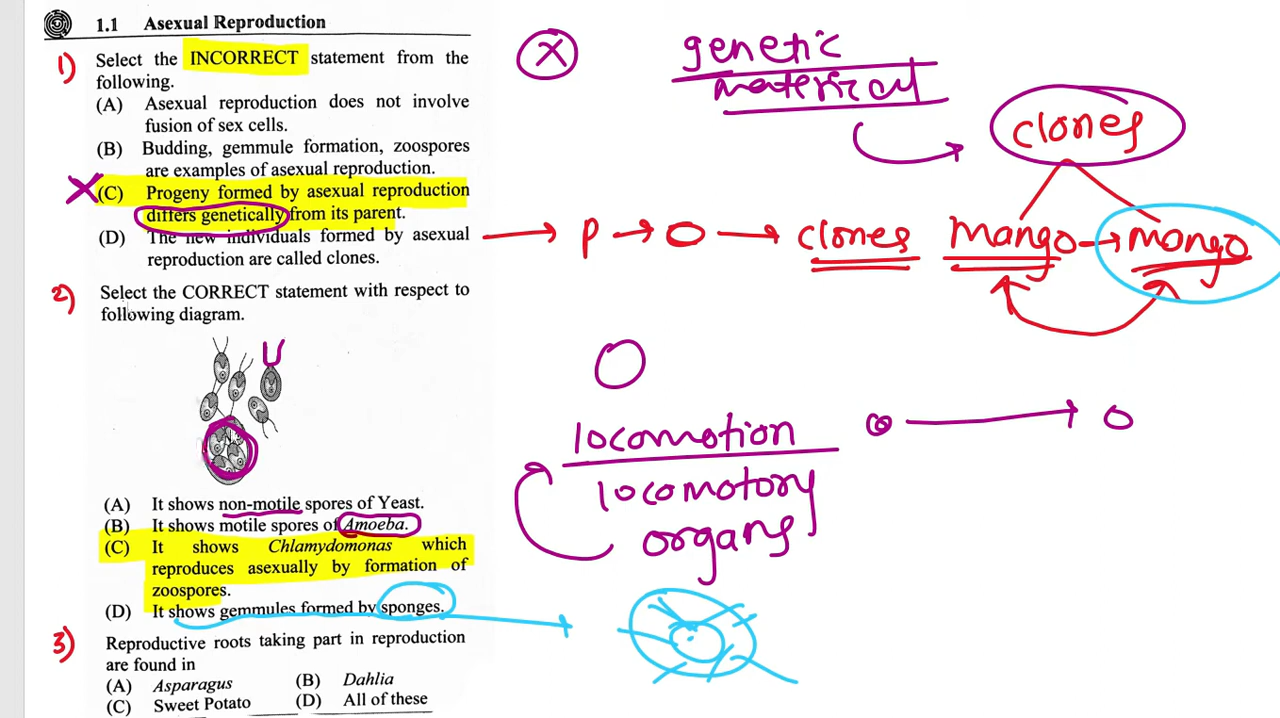 1.1 Asexual Reproduction
1) Select the INCORRECT statement from the
following.
(A) Asexual reproduction does not involve
fusion of sex cells.
(B) Budding, gemmule formation, zoospores
are examples of asexual reproduction.
(C) Progeny formed by asexual reproduction
differs genetically from its parent.
(D) The new individuals formed by asexual
reproduction are called clones.
2) Select the CORRECT statement with respect to
following diagram.
(A) It shows non-motile spores of Yeast.
(B) It shows motile spores of Amoeba.
(C) It shows Chlamydomonas which
reproduces asexually by formation of
zoospores.
(D) It shows gemmules formed by sponges.
3) Reproductive roots taking part in reproduction
are found in
(A) Asparagus (B) Dahlia
(C) Sweet Potato (D) All of these
X
genetic
material
clones
P → O → clones mango → mango
locomotion
locomotory
organs